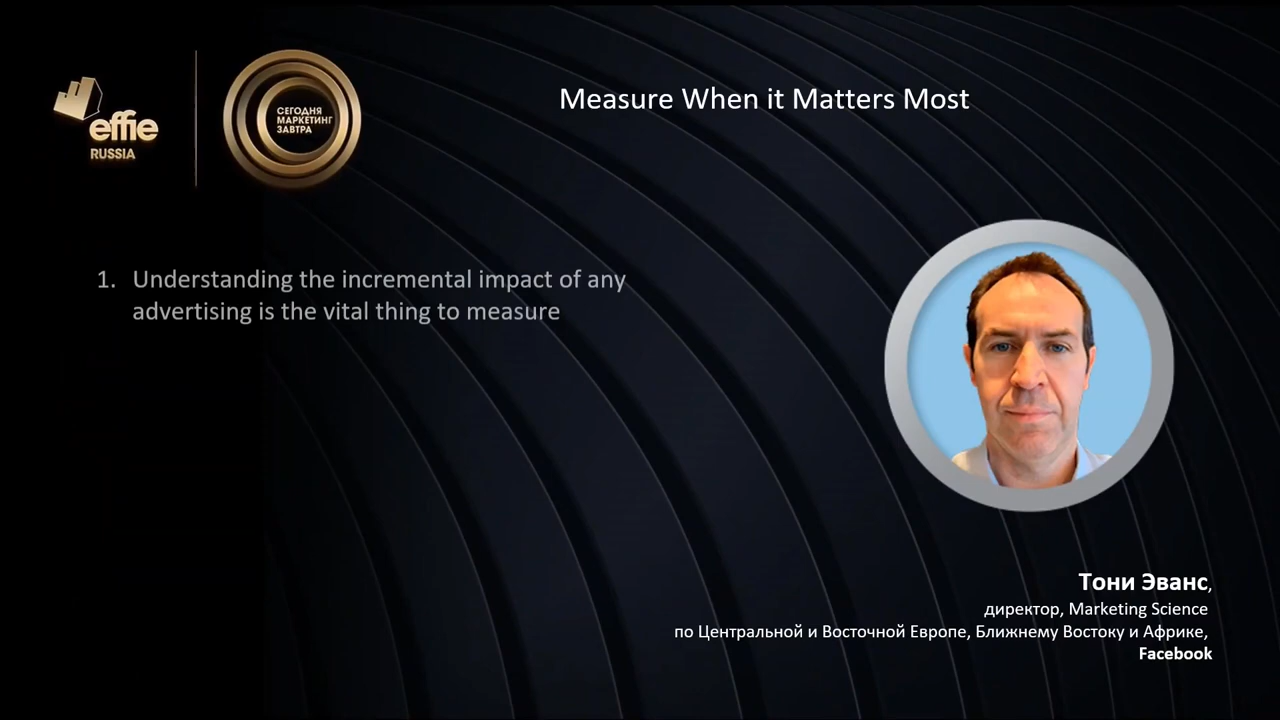 effie
RUSSIA
СЕГОДНЯ
МАРКЕТИНГ
ЗАВТРА
Measure When it Matters Most
1. Understanding the incremental impact of any
advertising is the vital thing to measure
Тони Эванс,
директор, Marketing Science
по Центральной и Восточной Европе, Ближнему Востоку и Африке,
Facebook